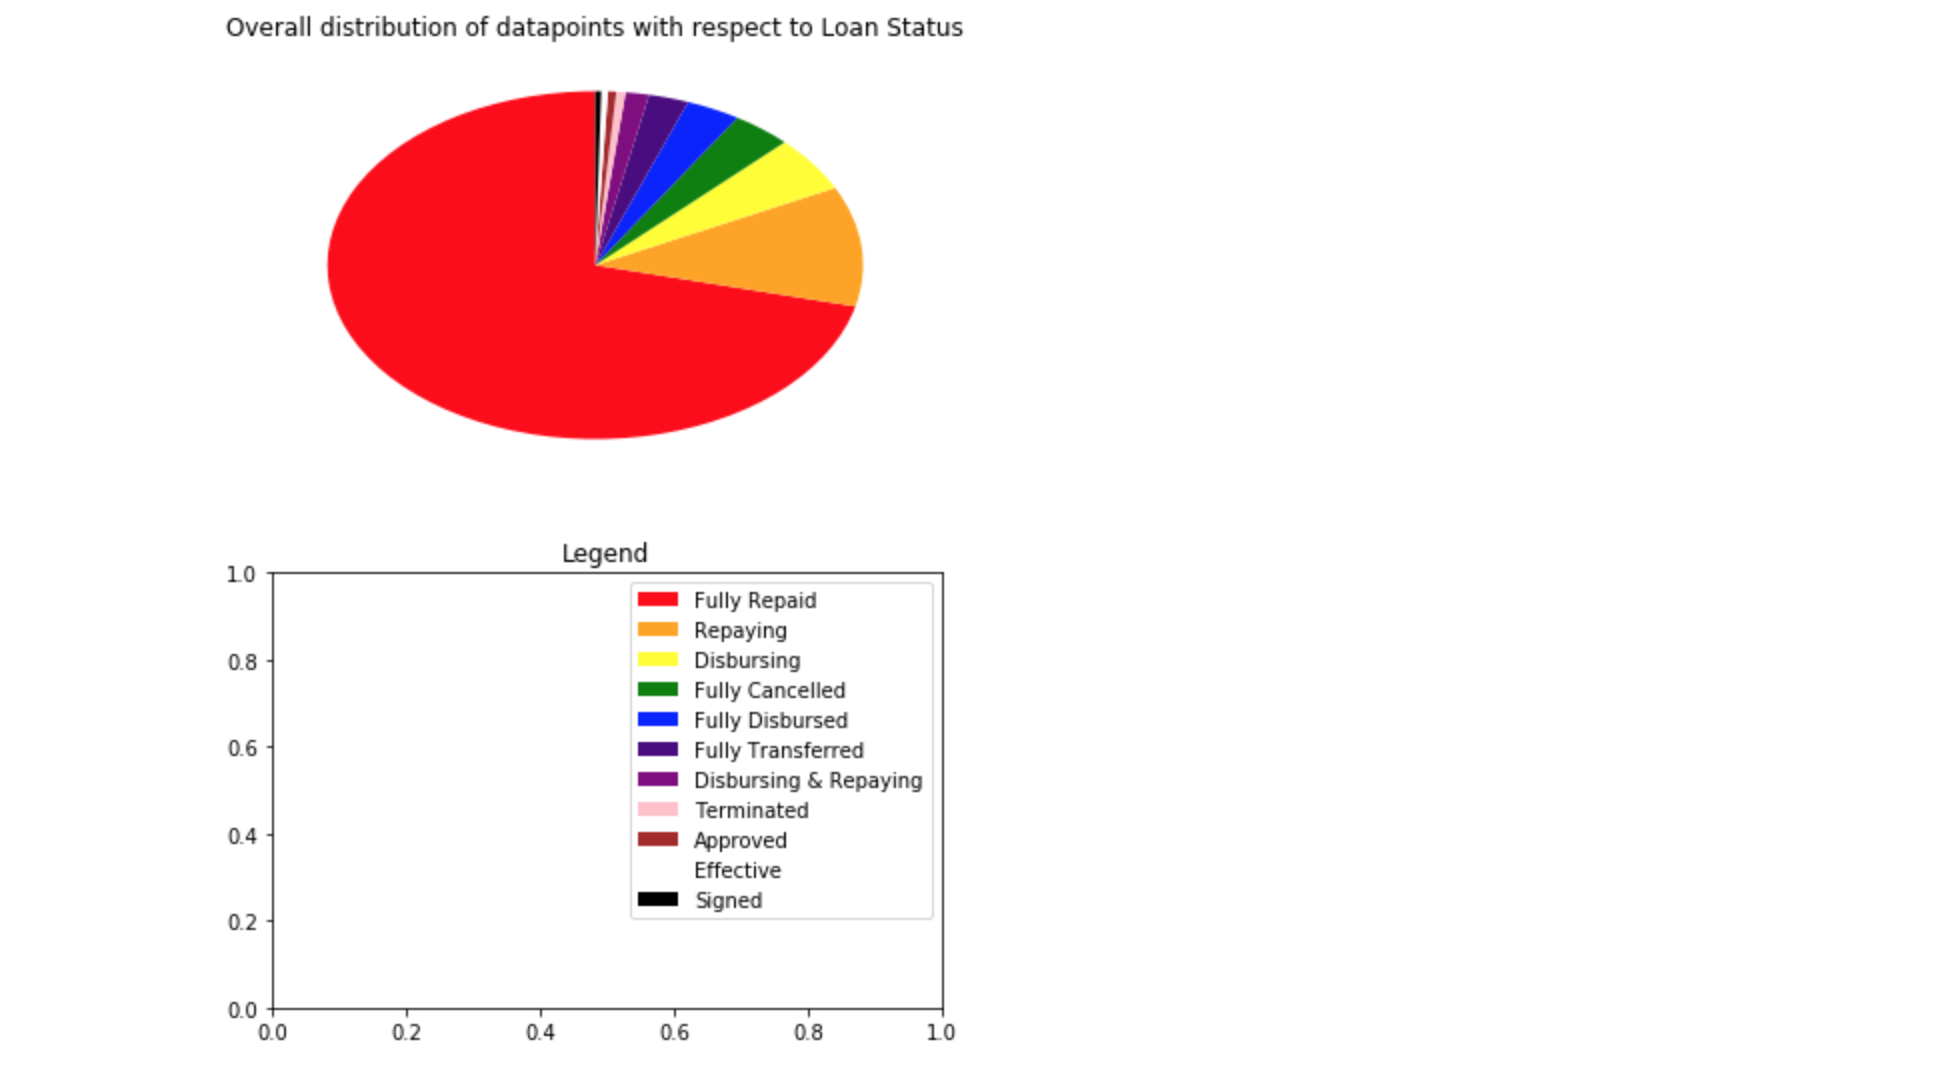 Overall distribution of datapoints with respect to Loan Status
Legend
1.0
0.8
0.6
0.4
0.2
0.0
Fully Repaid
Repaying
Disbursing
Fully Cancelled
Fully Disbursed
Fully Transferred
Disbursing & Repaying
Terminated
Approved
Effective
Signed
0.0 0.2 0.4 0.6 0.8 1.0